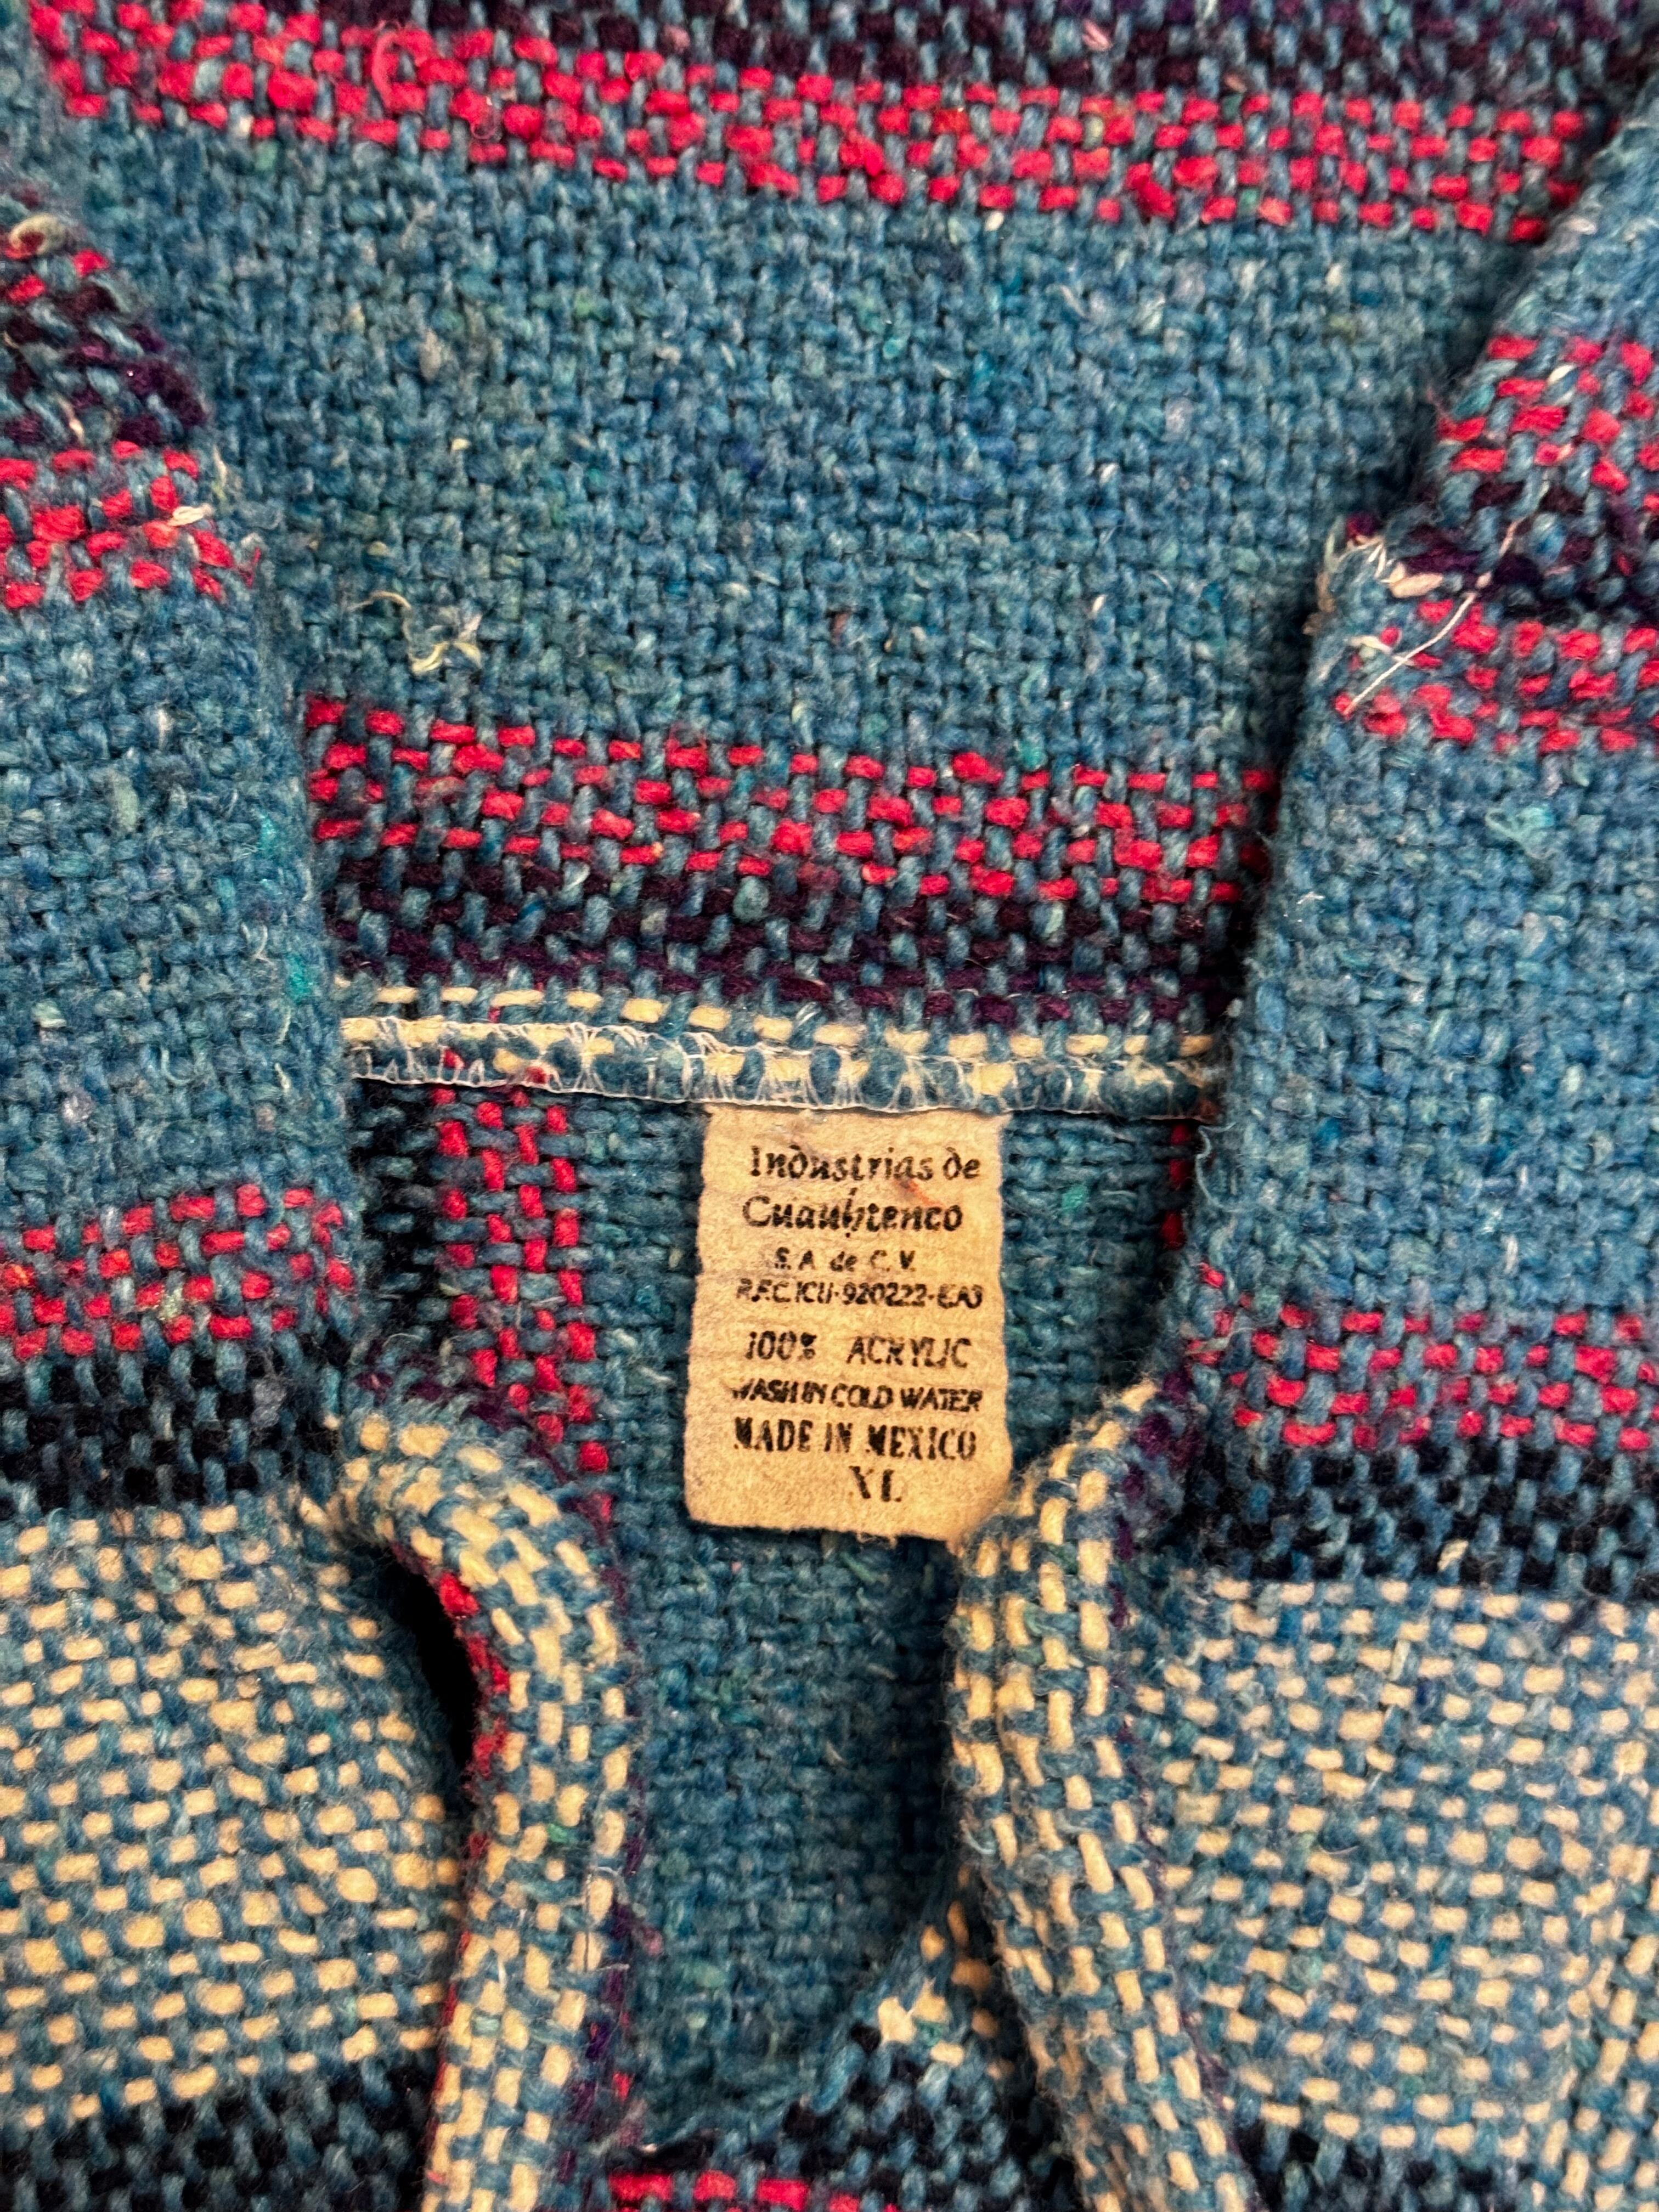 Industrias de
Cuauhtenco
S.A. de C.V.
R.F.C. ICU-920222-EA3
100% ACRYLIC
WASH IN COLD WATER
MADE IN MEXICO
XL